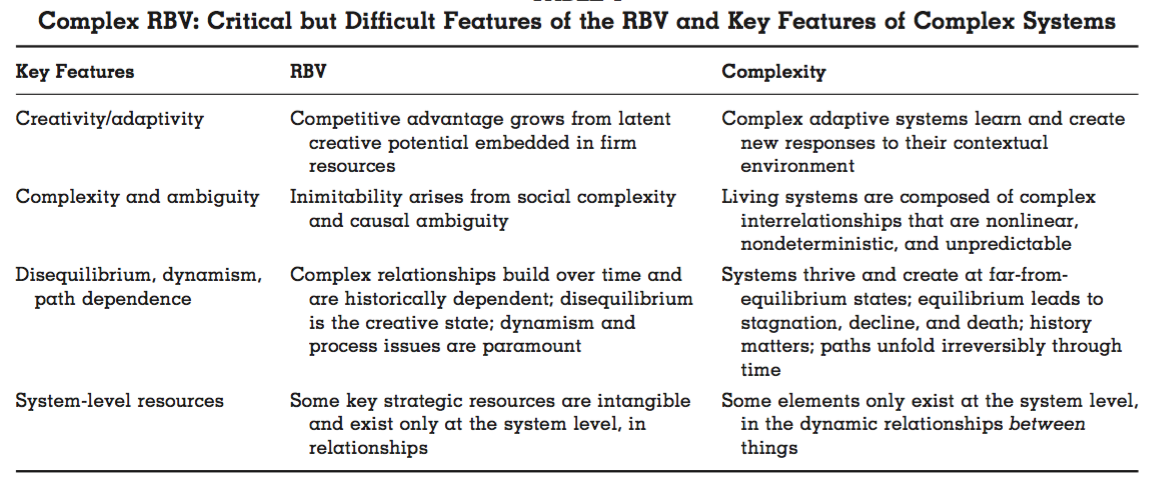 Complex RBV: Critical but Difficult Features of the RBV and Key Features of Complex Systems
Key Features RBV Complexity
Creativity/adaptivity
Competitive advantage grows from latent
creative potential embedded in firm
resources
Complex adaptive systems learn and create
new responses to their contextual
environment
Complexity and ambiguity
Inimitability arises from social complexity
and causal ambiguity
Living systems are composed of complex
interrelationships that are nonlinear,
nondeterministic, and unpredictable
Disequilibrium, dynamism,
path dependence
Complex relationships build over time and
are historically dependent; disequilibrium
is the creative state; dynamism and
process issues are paramount
Systems thrive and create at far-from-
equilibrium states; equilibrium leads to
stagnation, decline, and death; history
matters; paths unfold irreversibly through
time
System-level resources
Some key strategic resources are intangible
and exist only at the system level, in
relationships
Some elements only exist at the system level,
in the dynamic relationships between
things